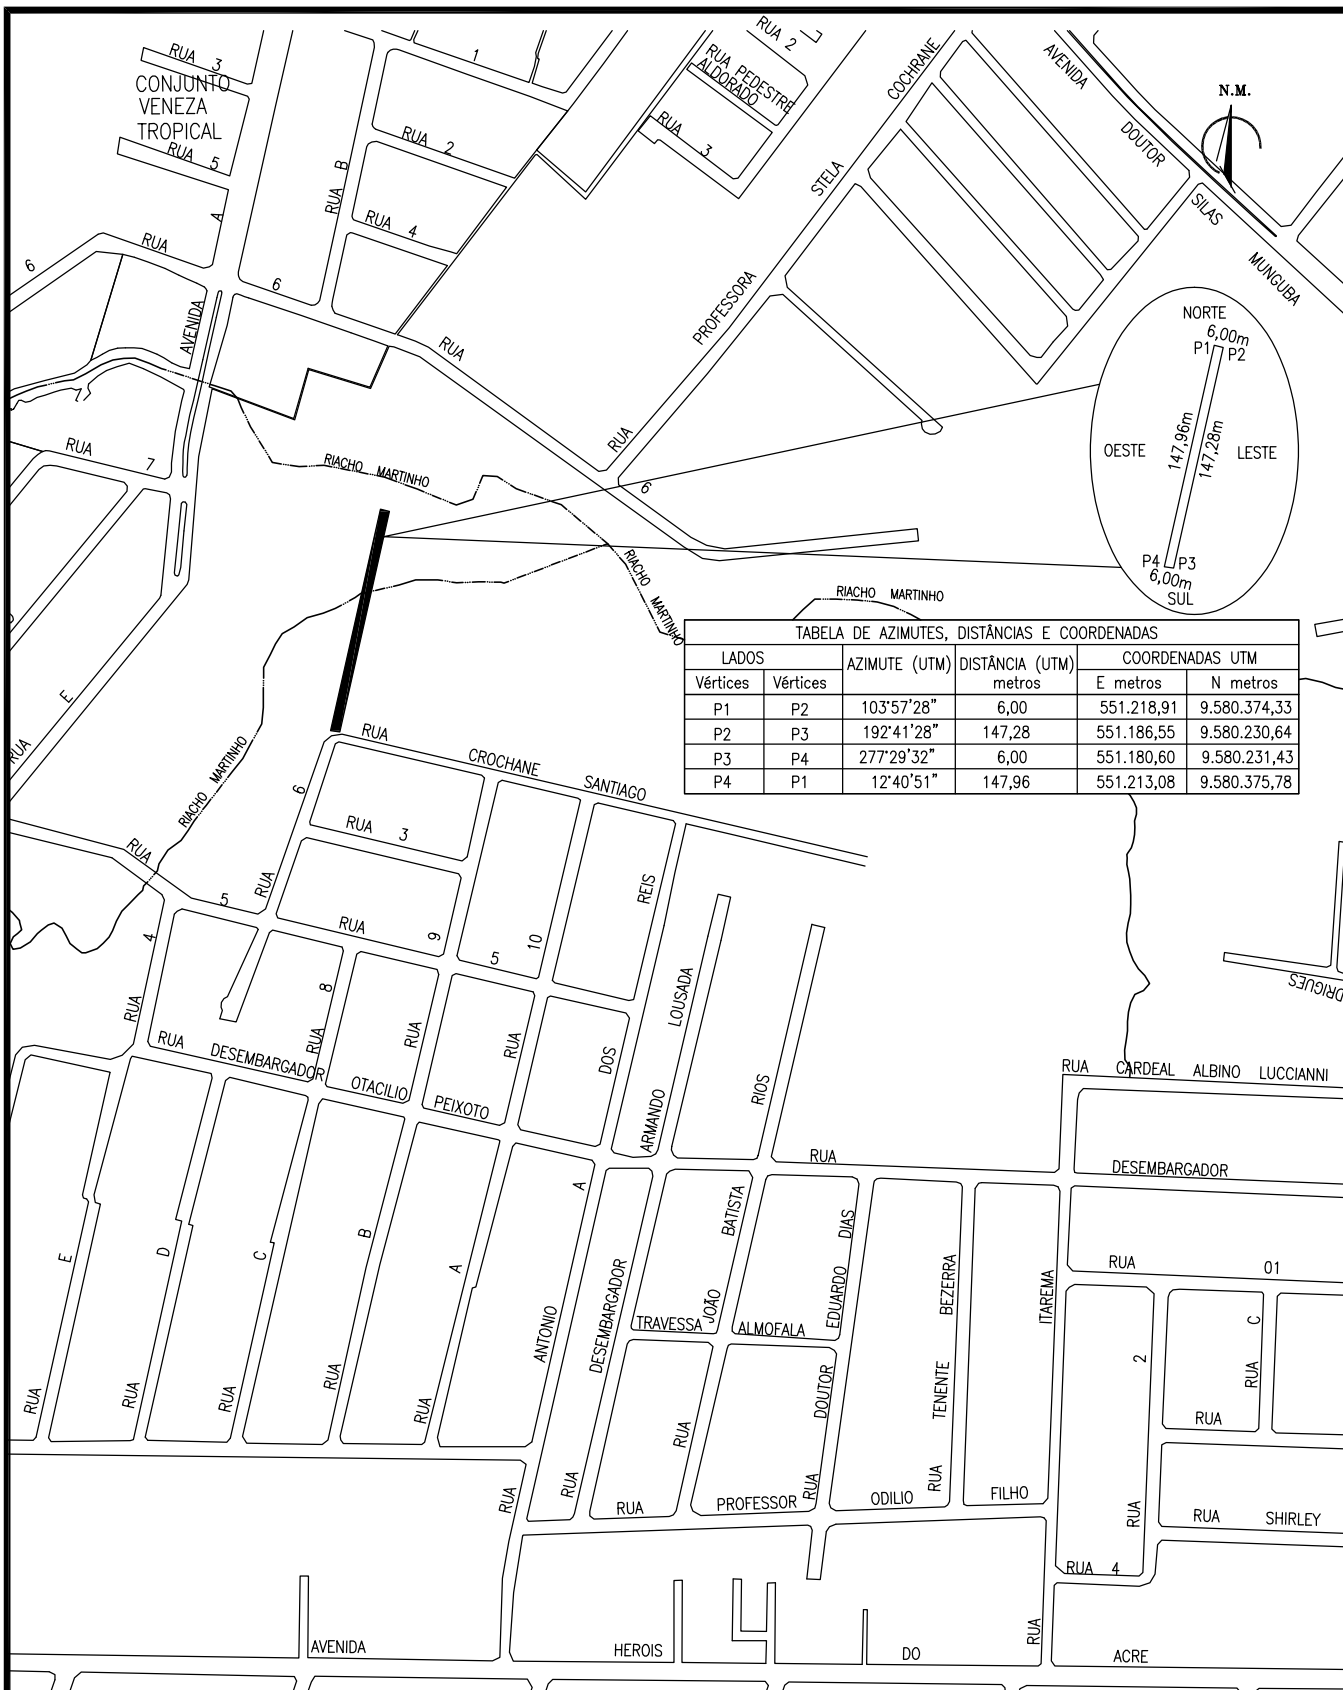 RUA 3
CONJUNTO
VENEZA
TROPICAL
RUA 5
RUA 2
RUA 4
RUA B
1
A
RUA 2
RUA PEDESTRE
ALDORADO
RUA 3
RUA PROFESSORA STELA COCHRANE
AVENIDA DOUTOR SILAS MUNGUBA
N.M.
6 RUA 6
AVENIDA
RUA 6
RUA 7
RIACHO MARTINHO
RIACHO MARTINHO
RIACHO MARTINHO
RIACHO MARTINHO
RUA E
NORTE
6,00m
P1 P2
OESTE
147,96m
147,28m
LESTE
P4 P3
6,00m
SUL
TABELA DE AZIMUTES, DISTÂNCIAS E COORDENADAS
LADOS AZIMUTE (UTM) DISTÂNCIA (UTM) metros COORDENADAS UTM
Vértices Vértices E metros N metros
P1 P2 103°57'28" 6,00 551.218,91 9.580.374,33
P2 P3 192°41'28" 147,28 551.186,55 9.580.230,64
P3 P4 277°29'32" 6,00 551.180,60 9.580.231,43
P4 P1 12°40'51" 147,96 551.213,08 9.580.375,78
RUA CROCHANE SANTIAGO
RUA 6
RUA 3
RUA 5
RUA 5
RUA 4
RUA 8
RUA 9
RUA 10
RUA DESEMBARGADOR OTACILIO PEIXOTO
RUA DESEMBARGADOR
RUA ANTONIO A
RUA DESEMBARGADOR
DOS REIS
ARMANDO LOUSADA
RUA JOÃO BATISTA RIOS
RUA DOUTOR EDUARDO DIAS
RUA TENENTE BEZERRA
RUA ITAREMA
RUA E
RUA D
RUA C
RUA B
RUA A
TRAVESSA ALMOFALA
RUA PROFESSOR ODILIO FILHO
RUA CARDEAL ALBINO LUCCIANNI
RUA 01
RUA 2
RUA C
RUA
RUA SHIRLEY
RUA 4
AVENIDA HEROIS DO ACRE